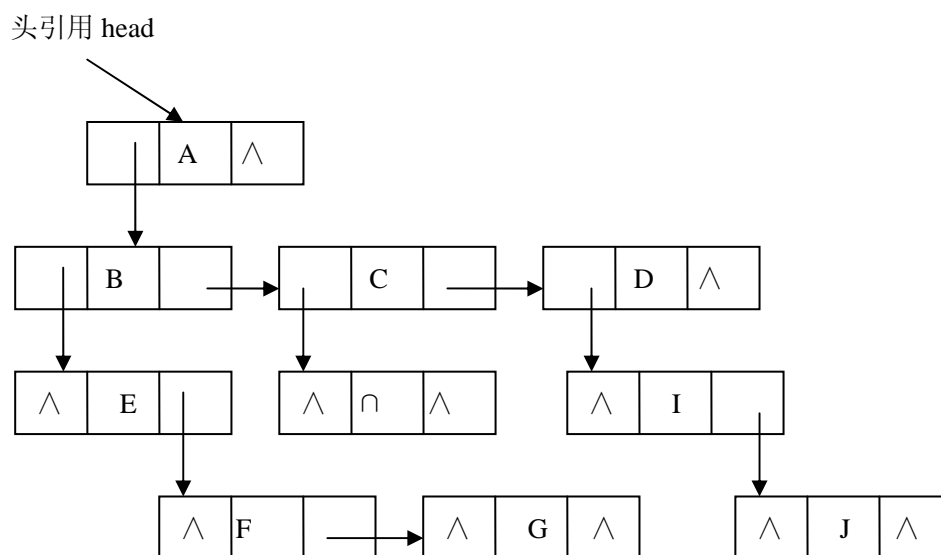 头引用 head
A ∧
B C D ∧
∧ E ∧ ∩ ∧ ∧ I
∧ F ∧ G ∧ ∧ J ∧